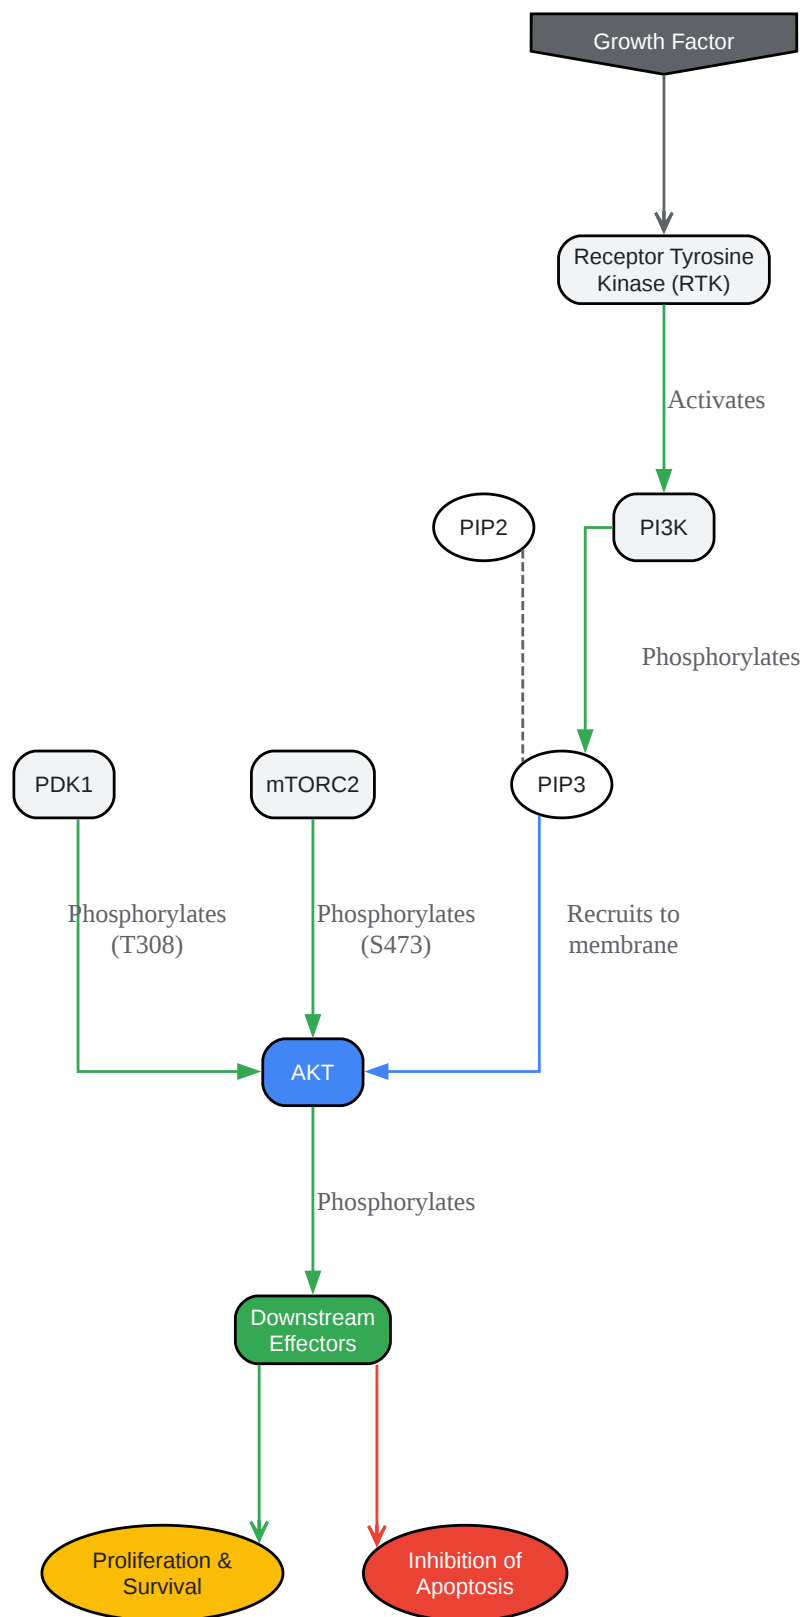 Growth Factor
Receptor Tyrosine
Kinase (RTK)
Activates
PIP2
PI3K
Phosphorylates
PDK1
mTORC2
PIP3
Phosphorylates
(T308)
Phosphorylates
(S473)
Recruits to
membrane
AKT
Phosphorylates
Downstream
Effectors
Proliferation &
Survival
Inhibition of
Apoptosis